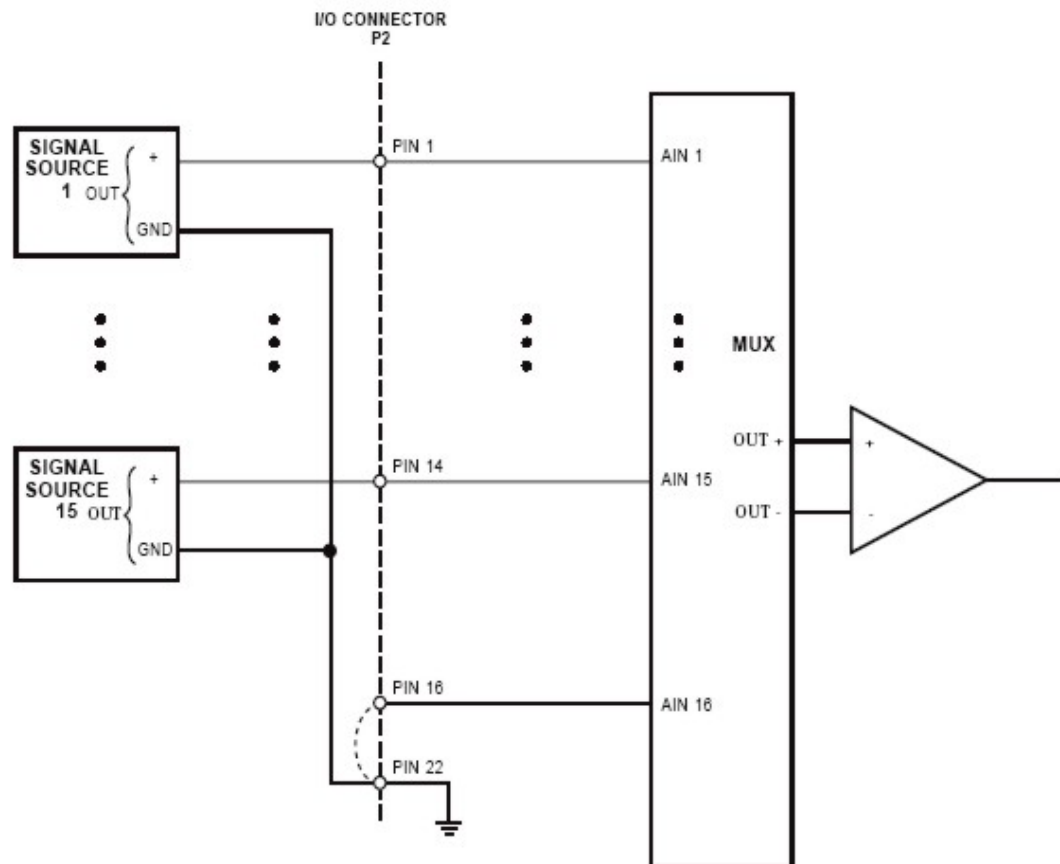 I/O CONNECTOR
P2
SIGNAL
SOURCE
1 OUT
+
GND
PIN 1
AIN 1
MUX
SIGNAL
SOURCE
15 OUT
+
GND
PIN 14
AIN 15
OUT +
OUT -
+
-
PIN 16
AIN 16
PIN 22